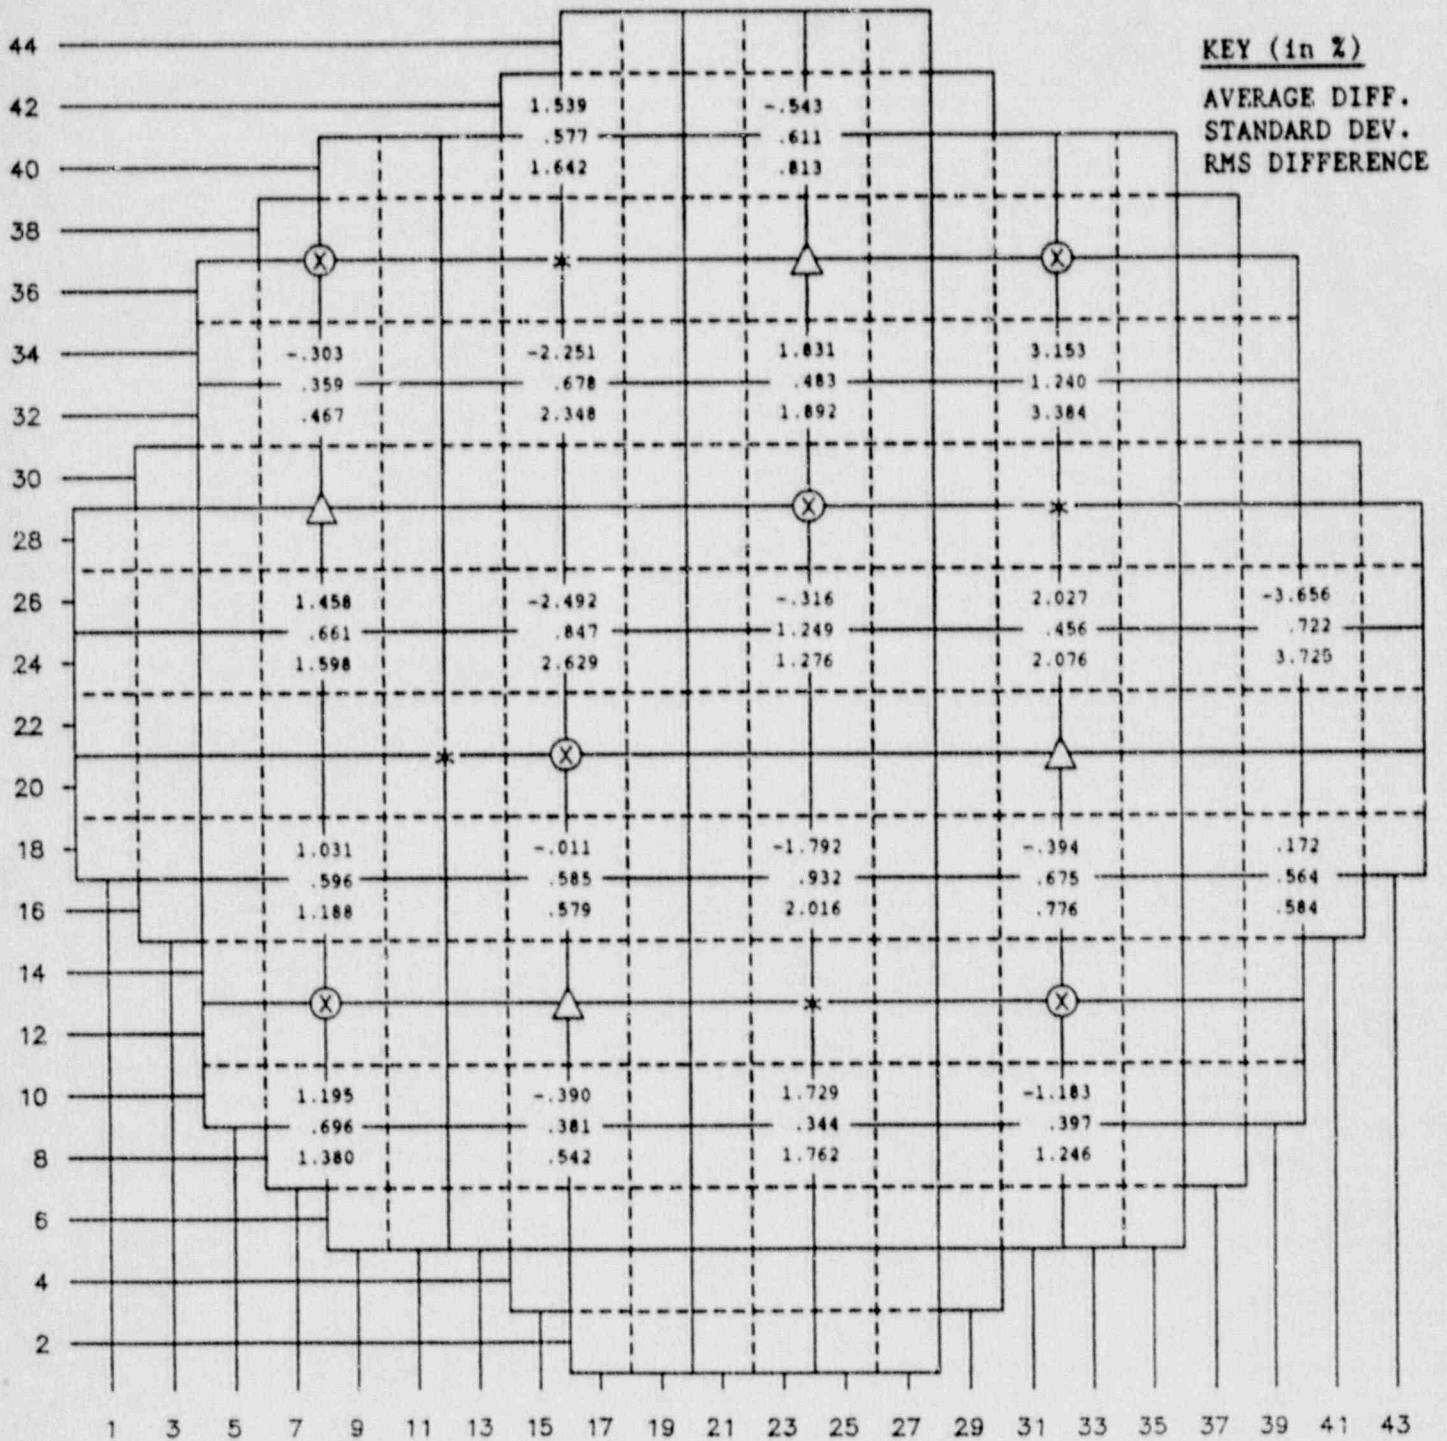 KEY (in %)
AVERAGE DIFF.
STANDARD DEV.
RMS DIFFERENCE
44
42 1.539 -.543
.577 .611
40 1.642 .813
38
X * X
36
34 -.303 -2.251 1.831 3.153
.359 .678 .483 1.240
32 .467 2.348 1.892 3.384
30
X *
28
26 1.458 -2.492 -.316 2.027 -3.656
.661 .847 1.249 .456 .722
24 1.598 2.629 1.276 2.076 3.725
22
* X
20
18 1.031 -.011 -1.792 -.394 .172
.596 .585 .932 .675 .564
16 1.188 .579 2.016 .776 .584
14
X * X
12
10 1.195 -.390 1.729 -1.183
.696 .381 .344 .397
8 1.380 .542 1.762 1.246
6
4
2
1 3 5 7 9 11 13 15 17 19 21 23 25 27 29 31 33 35 37 39 41 43